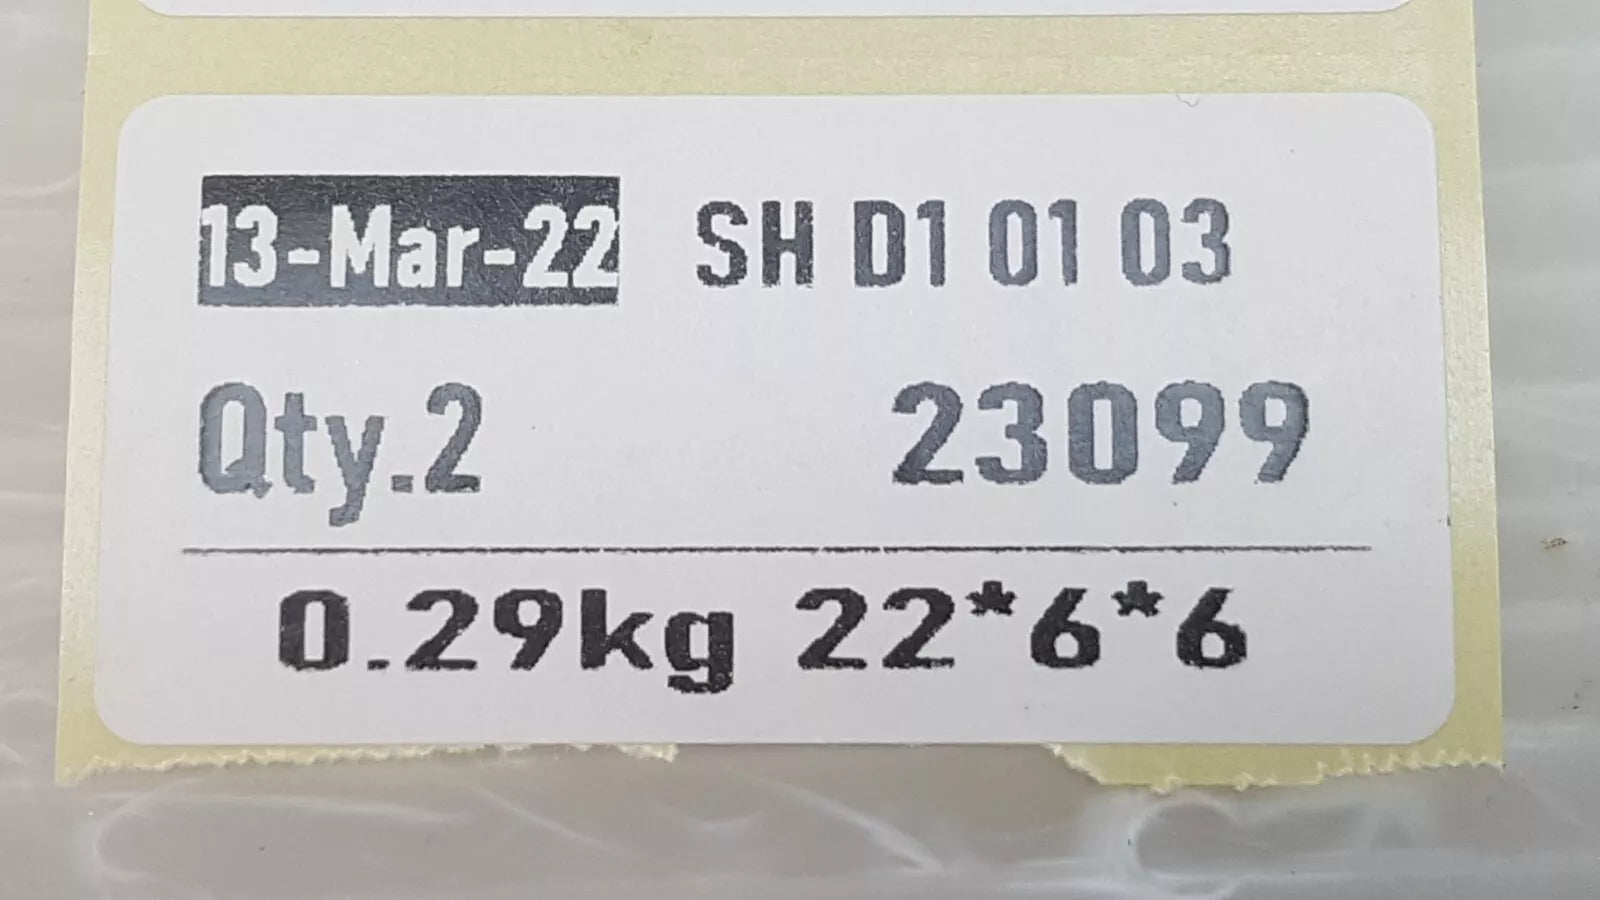 13-Mar-22 SH D1 01 03
Qty.2 23099
0.29kg 22*6*6